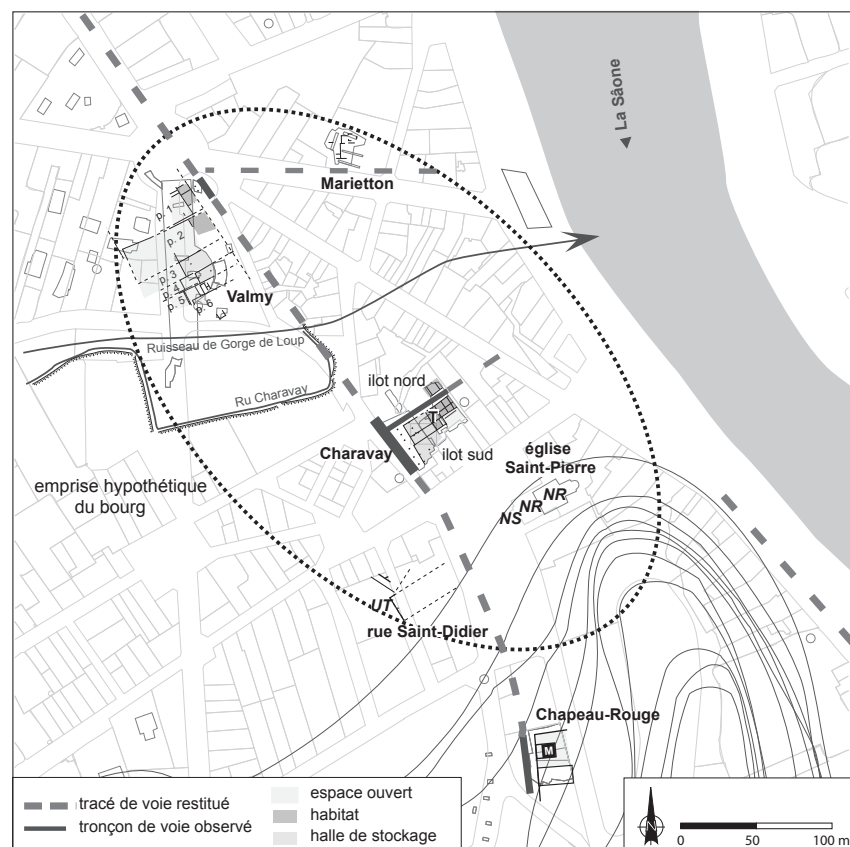 La Sâone
Marietton
p. 1
p. 2
p. 3
p. 4
p. 5
p. 6
Valmy
Ruisseau de Gorge de Loup
Ru Charavay
ilot nord
T
Charavay
ilot sud
église
Saint-Pierre
NR
NR
NS
emprise hypothétique
du bourg
UT
rue Saint-Didier
Chapeau-Rouge
M
tracé de voie restitué
tronçon de voie observé
espace ouvert
habitat
halle de stockage
N
0 50 100 m